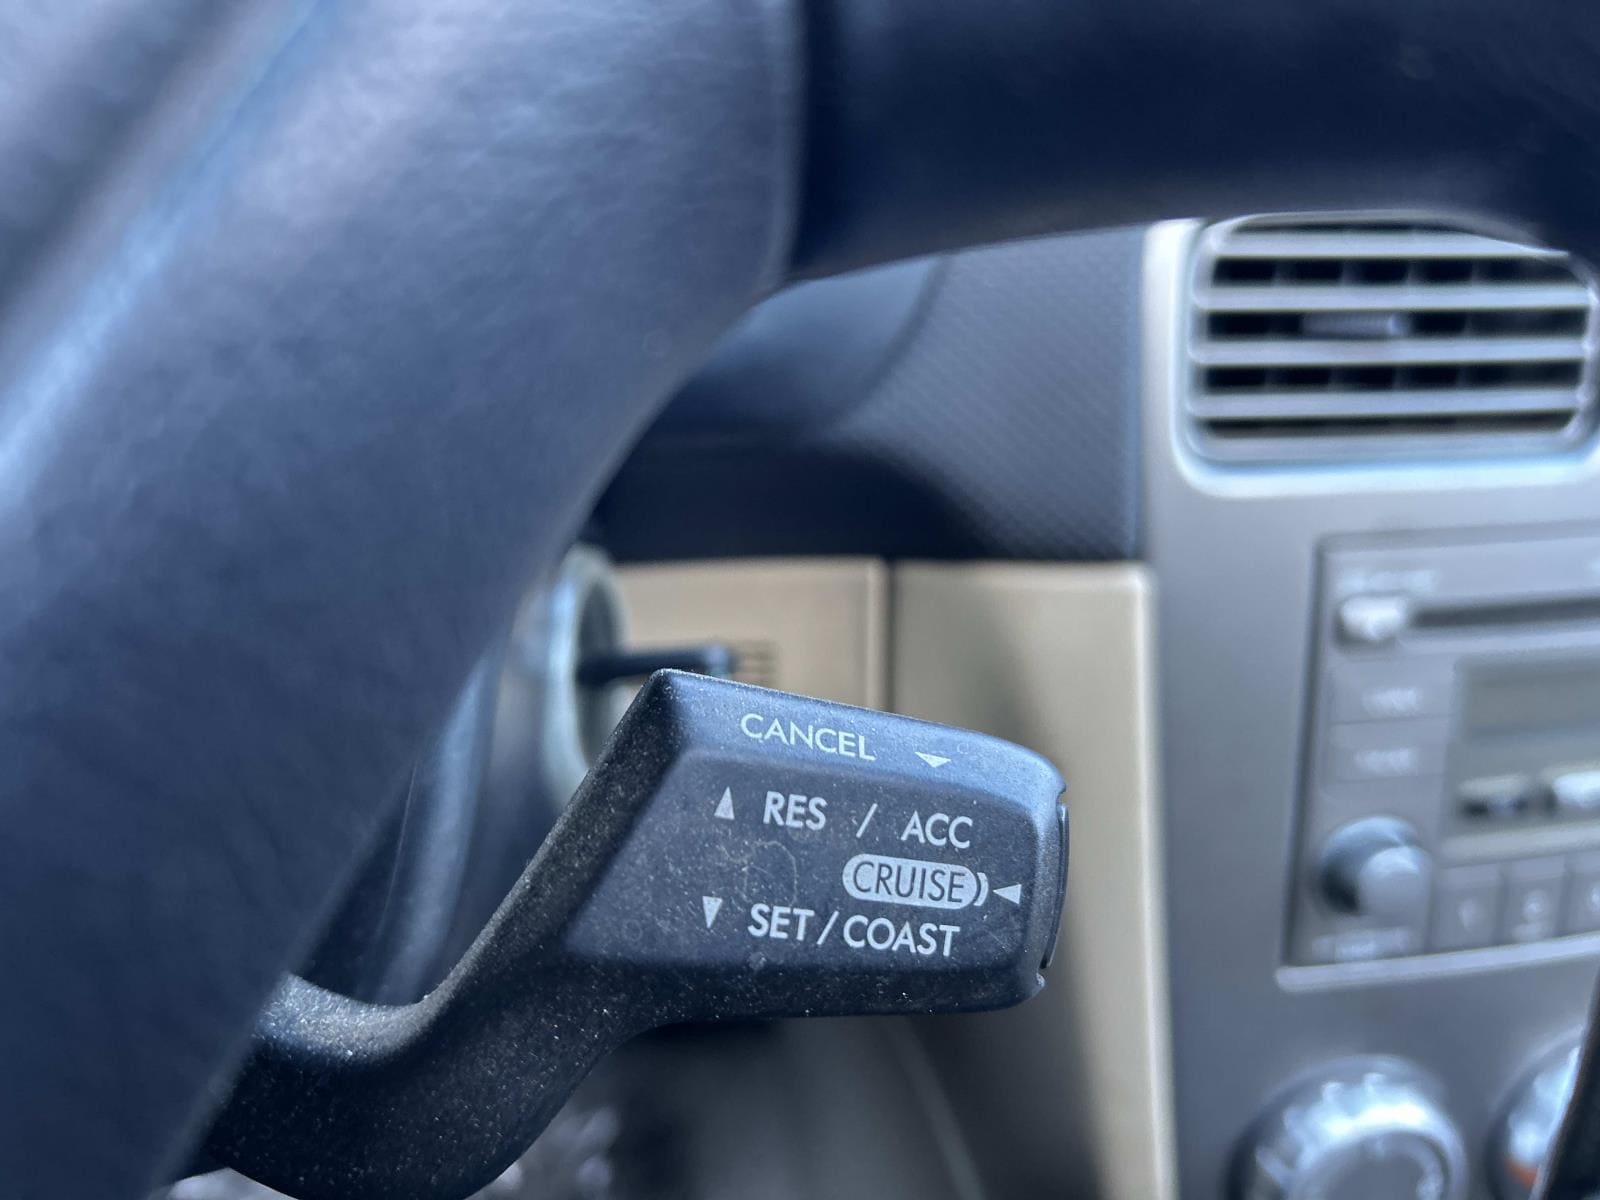 CANCEL
RES / ACC
CRUISE
SET/COAST